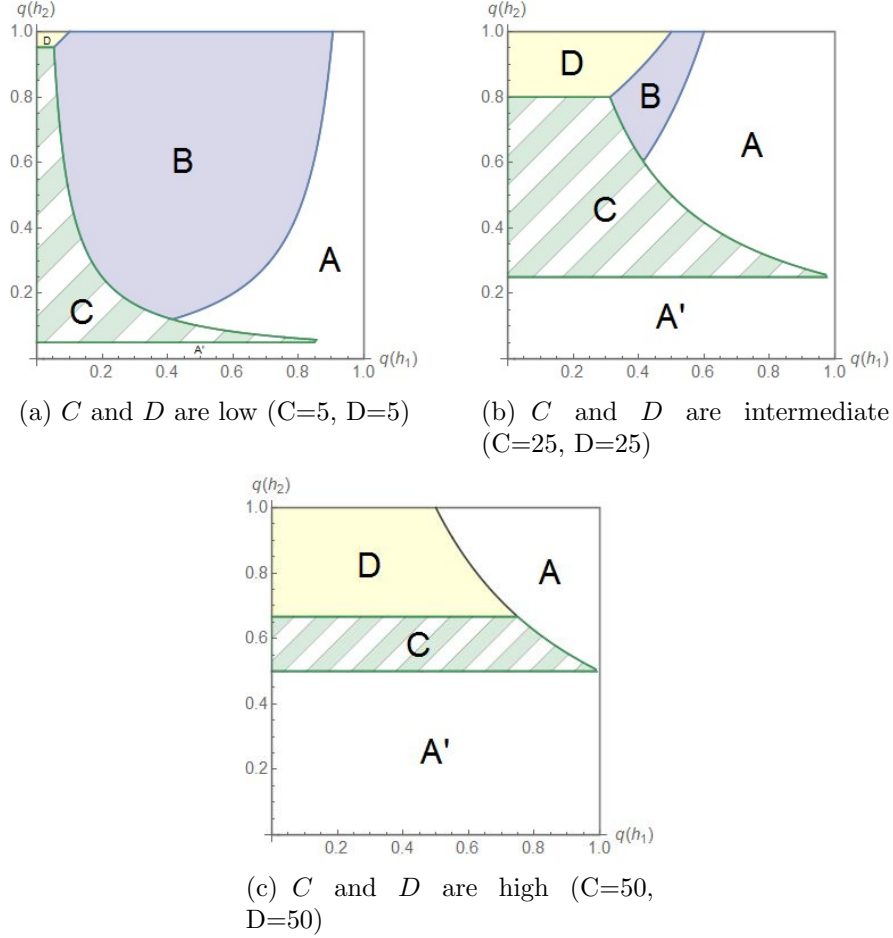 q(h₂)
1.0
D
0.8
0.6
B
0.4
A
0.2
C
A'
0.2 0.4 0.6 0.8 1.0 q(h₁)
(a) C and D are low (C=5, D=5)
q(h₂)
1.0
D
B
0.8
A
0.6
C
0.4
0.2
A'
0.2 0.4 0.6 0.8 1.0 q(h₁)
(b) C and D are intermediate
(C=25, D=25)
q(h₂)
1.0
D
A
0.8
0.6
C
0.4
A'
0.2
0.2 0.4 0.6 0.8 1.0 q(h₁)
(c) C and D are high (C=50,
D=50)